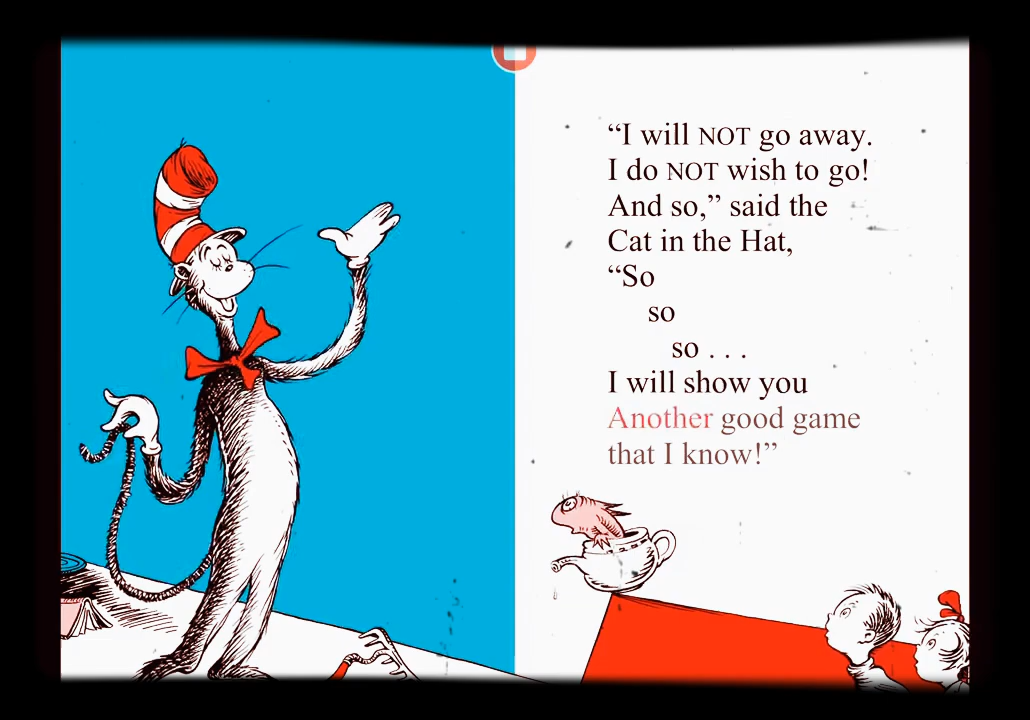 “I will NOT go away.
I do NOT wish to go!
And so,” said the
Cat in the Hat,
“So
so
so . . .
I will show you
Another good game
that I know!”